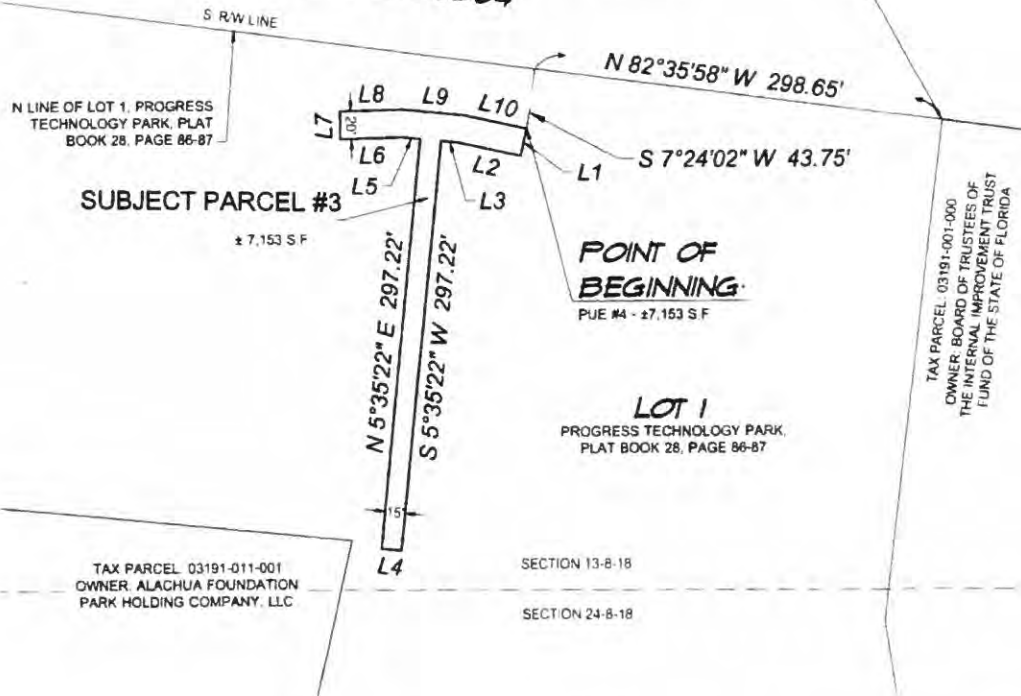 S R/W LINE
N 82°35'58" W 298.65'
N LINE OF LOT 1, PROGRESS
TECHNOLOGY PARK, PLAT
BOOK 28, PAGE 86-87
L8
L9
L10
L7
20'
L6
L5
L2
L3
L1
S 7°24'02" W 43.75'
SUBJECT PARCEL #3
± 7,153 S F
N 5°35'22" E 297.22'
S 5°35'22" W 297.22'
POINT OF
BEGINNING
PUE #4 - ±7,153 S F
TAX PARCEL: 03191-001-000
OWNER: BOARD OF TRUSTEES OF
THE INTERNAL IMPROVEMENT TRUST
FUND OF THE STATE OF FLORIDA
LOT 1
PROGRESS TECHNOLOGY PARK,
PLAT BOOK 28, PAGE 86-87
15'
L4
TAX PARCEL 03191-011-001
OWNER: ALACHUA FOUNDATION
PARK HOLDING COMPANY, LLC
SECTION 13-8-18
SECTION 24-8-18